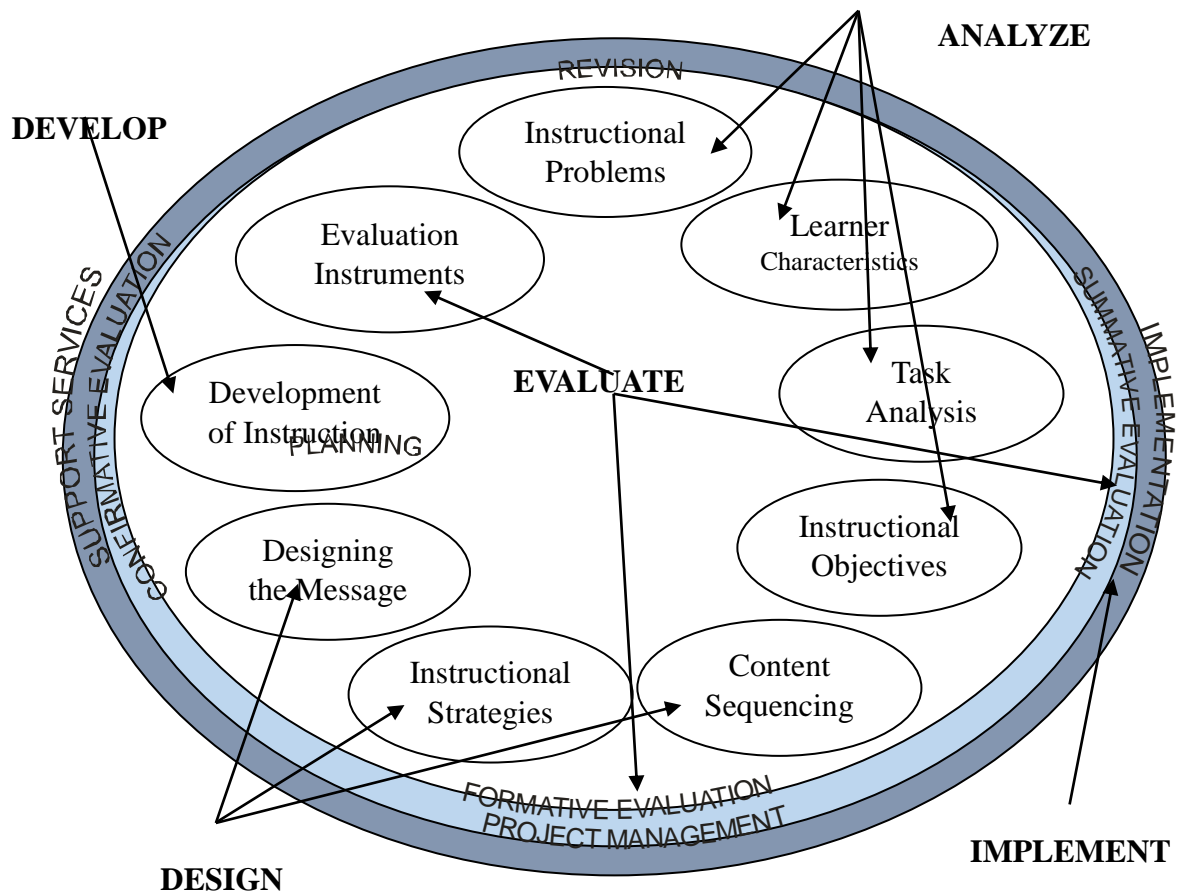 ANALYZE
REVISION
DEVELOP
Instructional
Problems
Learner
Characteristics
Evaluation
Instruments
SUPPORT SERVICES
CONFIRMATIVE EVALUATION
SUMMATIVE EVALUATION
IMPLEMENTATION
EVALUATE
Task
Analysis
Development
of Instruction
PLANNING
Instructional
Objectives
Designing
the Message
Instructional
Strategies
Content
Sequencing
FORMATIVE EVALUATION
PROJECT MANAGEMENT
IMPLEMENT
DESIGN